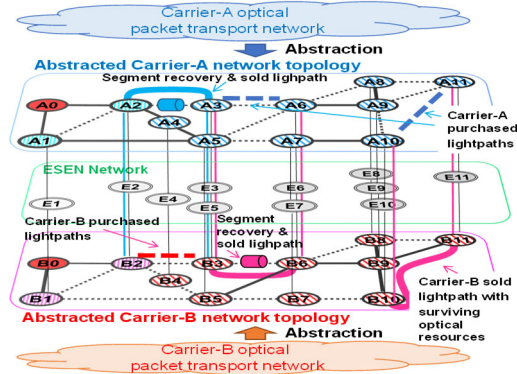 Carrier-A optical
packet transport network
Abstraction
Abstracted Carrier-A network topology
Segment recovery & sold lighpath
A0
A2
A3
A6
A8
A11
A4
A9
A1
A5
A7
A10
Carrier-A
purchased
lightpaths
ESEN Network
E1
E2
E4
E3
E5
E6
E7
E8
E9
E10
E11
Carrier-B purchased
lightpaths
Segment
recovery &
sold lighpath
B0
B2
B3
B6
B8
B11
B4
B9
B1
B5
B7
B10
Carrier-B sold
lightpath with
surviving
optical
resources
Abstracted Carrier-B network topology
Abstraction
Carrier-B optical
packet transport network